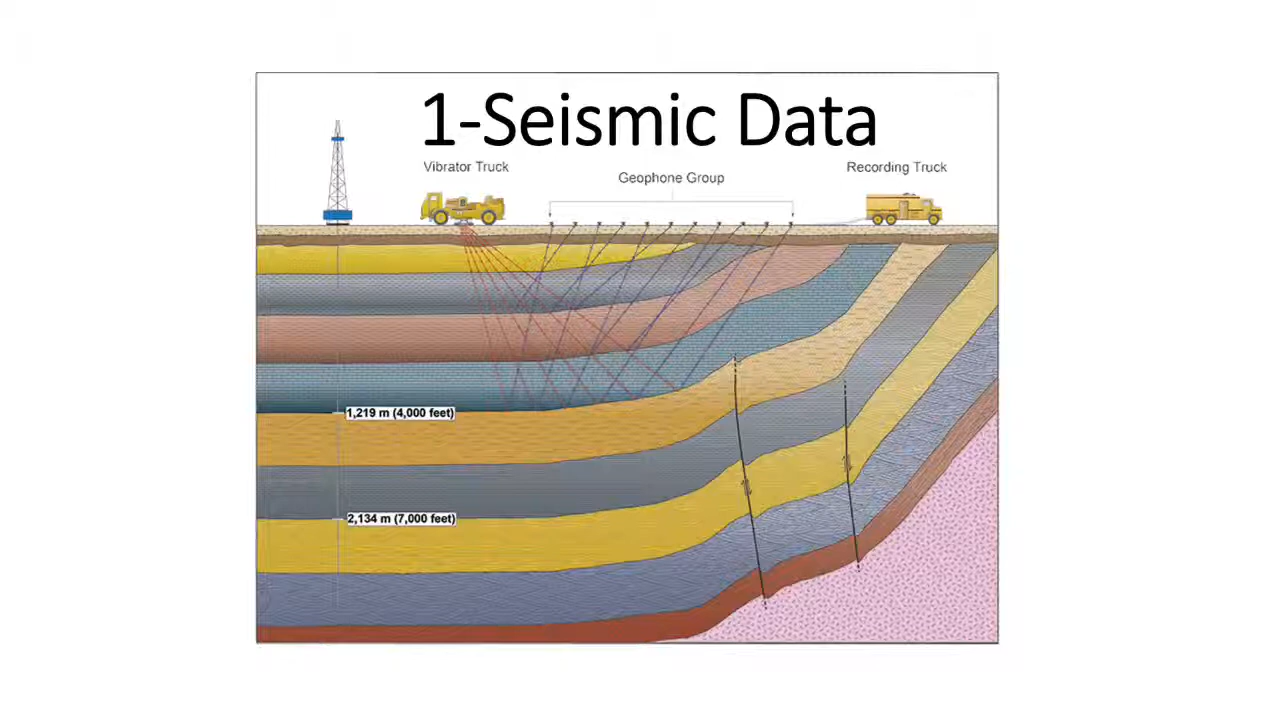 1-Seismic Data
Vibrator Truck
Geophone Group
Recording Truck
1,219 m (4,000 feet)
2,134 m (7,000 feet)